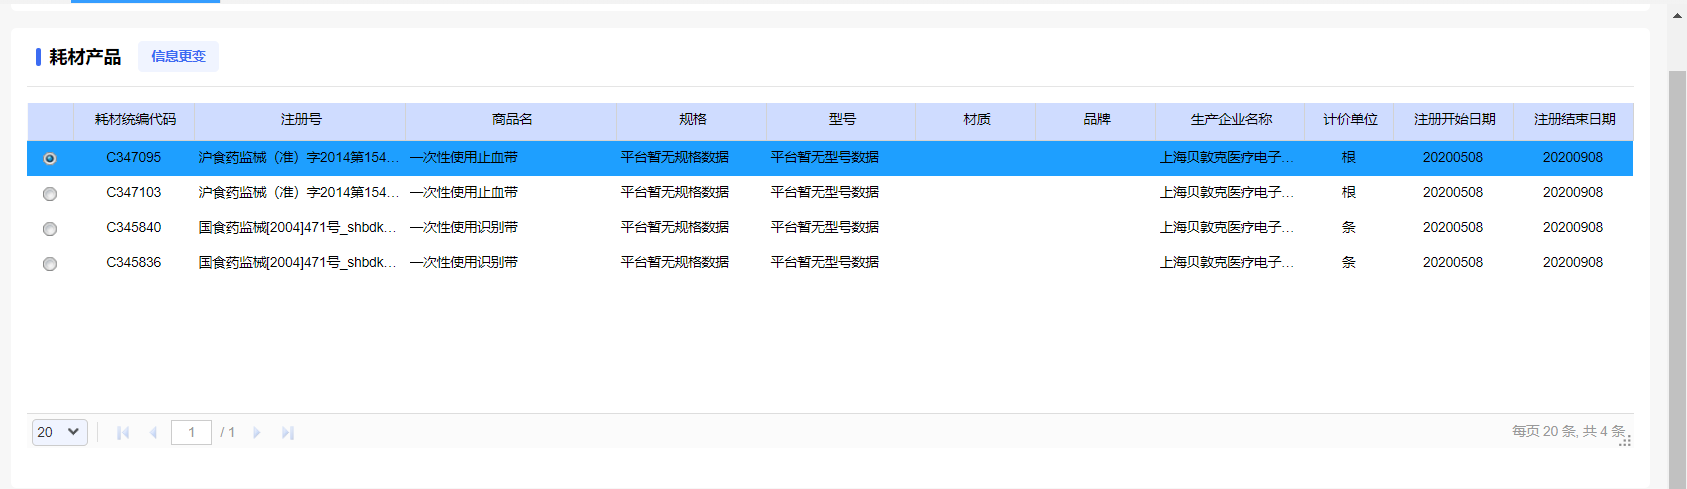 耗材产品 信息更变
耗材统编代码 注册号 商品名 规格 型号 材质 品牌 生产企业名称 计价单位 注册开始日期 注册结束日期
C347095 沪食药监械（准）字2014第154... 一次性使用止血带 平台暂无规格数据 平台暂无型号数据 上海贝敦克医疗电子... 根 20200508 20200908
C347103 沪食药监械（准）字2014第154... 一次性使用止血带 平台暂无规格数据 平台暂无型号数据 上海贝敦克医疗电子... 根 20200508 20200908
C345840 国食药监械[2004]471号_shbdk... 一次性使用识别带 平台暂无规格数据 平台暂无型号数据 上海贝敦克医疗电子... 条 20200508 20200908
C345836 国食药监械[2004]471号_shbdk... 一次性使用识别带 平台暂无规格数据 平台暂无型号数据 上海贝敦克医疗电子... 条 20200508 20200908
20 1 / 1 每页 20 条, 共 4 条